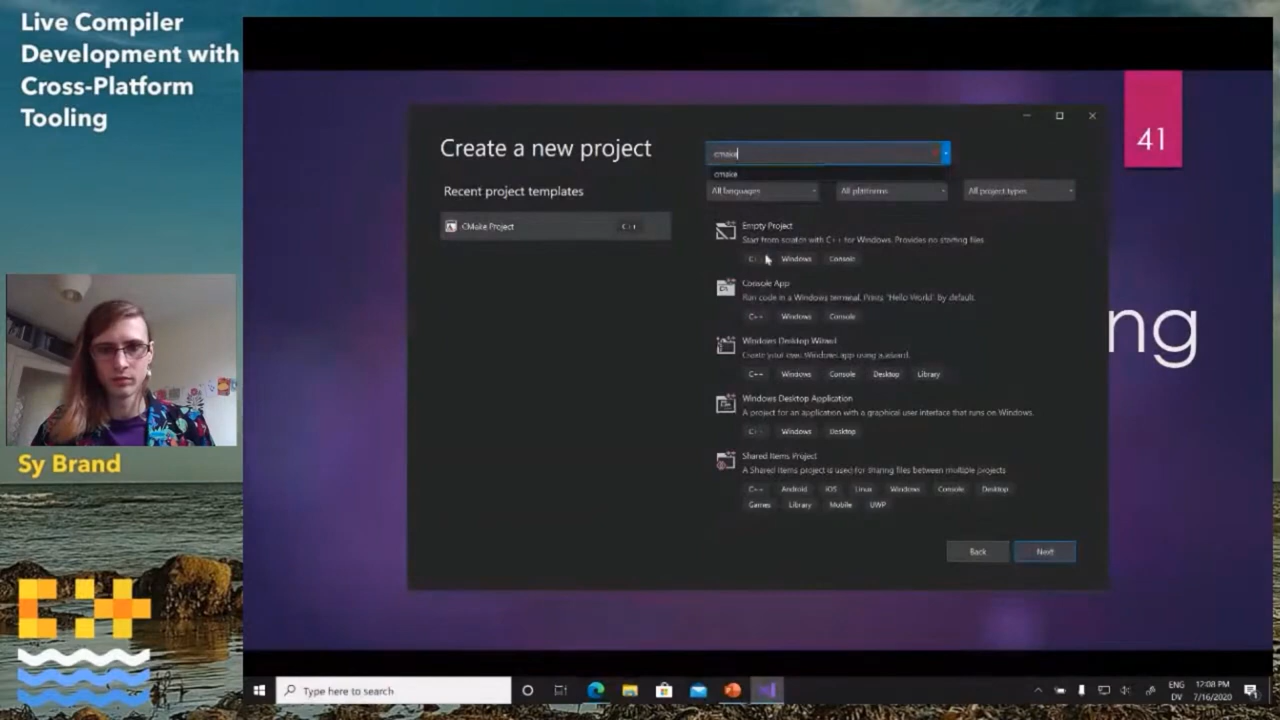 Live Compiler
Development with
Cross-Platform
Tooling
Sy Brand
41
ng
Create a new project
Recent project templates
CMake Project
C++
cmake
cmake
All languages
All platforms
All project types
Empty Project
Start from scratch with C++ for Windows. Provides no starting files
Windows Console
Console App
Run code in a Windows terminal. Prints "Hello World" by default.
C++ Windows Console
Windows Desktop Wizard
Create your own Windows app using a wizard.
C++ Windows Console Desktop Library
Windows Desktop Application
A project for an application with a graphical user interface that runs on Windows.
C++ Windows Desktop
Shared Items Project
A Shared Items project is used for sharing files between multiple projects
C++ Android iOS Linux Windows Console Desktop
Games Library Mobile UWP
Back
Next
Type here to search
ENG
DV
12:08 PM
7/16/2020